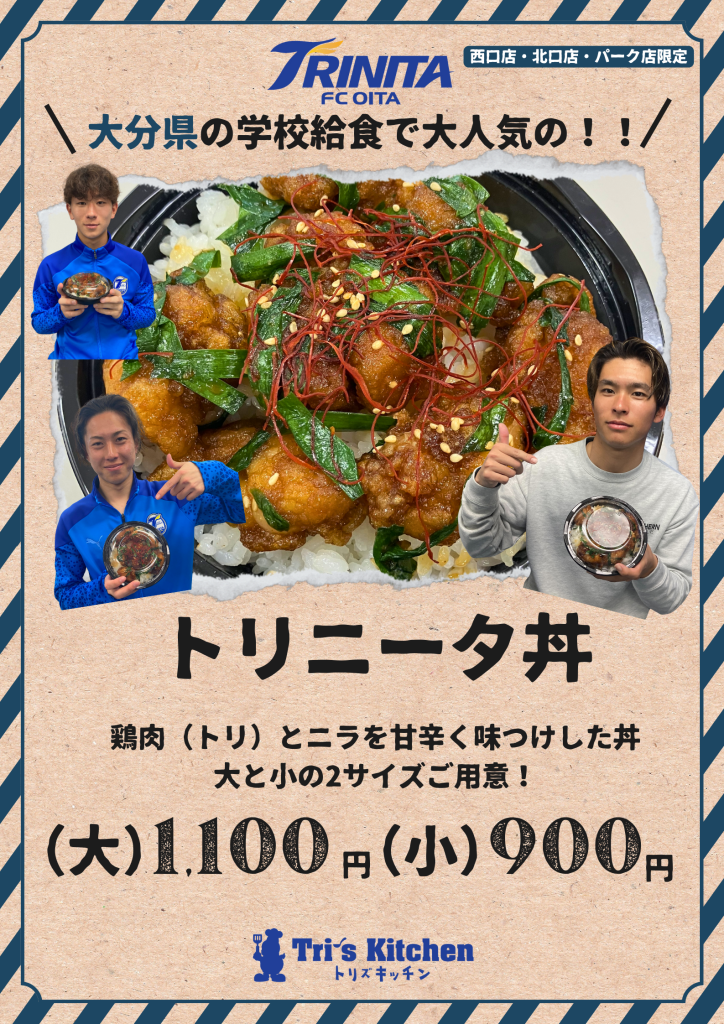 TRINITA
FC OITA
西口店・北口店・パーク店限定
大分県の学校給食で大人気の！！
トリニータ丼
鶏肉（トリ）とニラを甘辛く味つけした丼
大と小の2サイズご用意！
（大）1,100円（小）900円
Tri's Kitchen
トリズキッチン